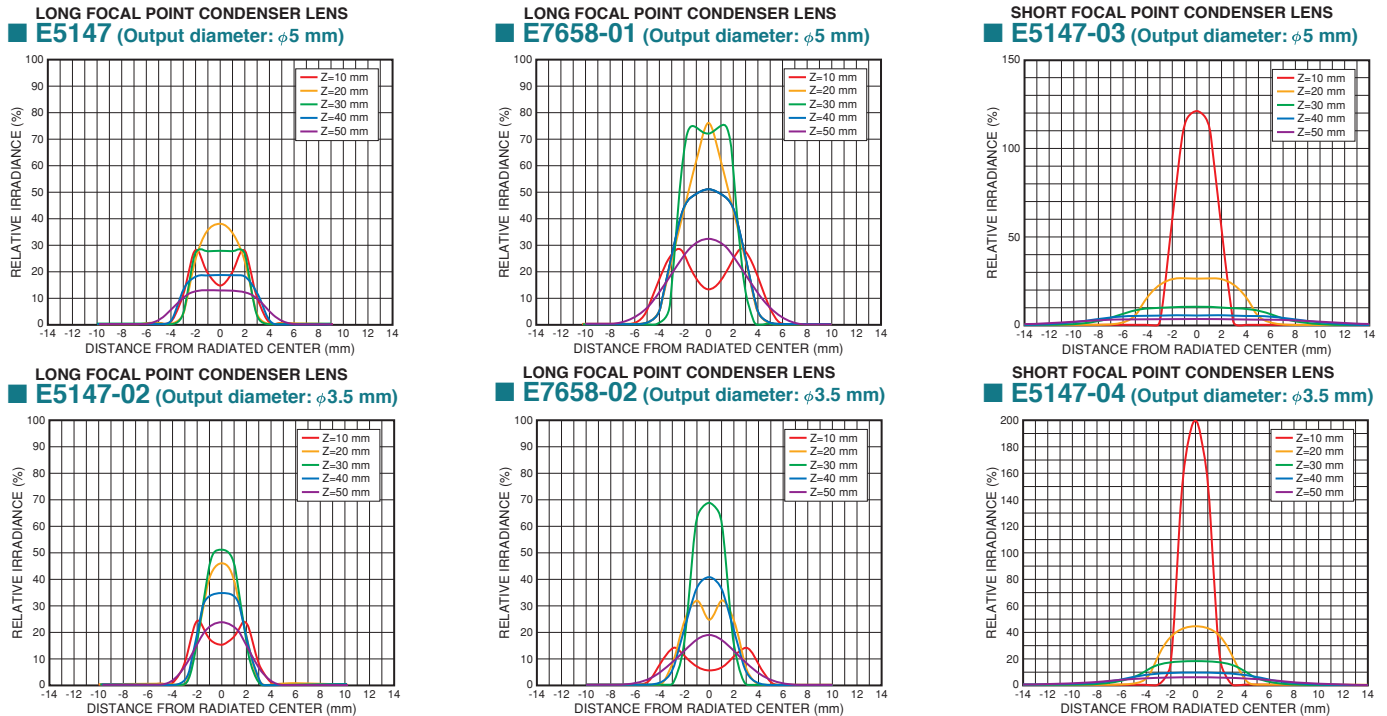 LONG FOCAL POINT CONDENSER LENS
■ E5147 (Output diameter: φ5 mm)
100
90
80
70
60
50
40
30
20
10
0
RELATIVE IRRADIANCE (%)
Z=10 mm
Z=20 mm
Z=30 mm
Z=40 mm
Z=50 mm
-14 -12 -10 -8 -6 -4 -2 0 2 4 6 8 10 12 14
DISTANCE FROM RADIATED CENTER (mm)
LONG FOCAL POINT CONDENSER LENS
■ E7658-01 (Output diameter: φ5 mm)
100
90
80
70
60
50
40
30
20
10
0
RELATIVE IRRADIANCE (%)
Z=10 mm
Z=20 mm
Z=30 mm
Z=40 mm
Z=50 mm
-14 -12 -10 -8 -6 -4 -2 0 2 4 6 8 10 12 14
DISTANCE FROM RADIATED CENTER (mm)
SHORT FOCAL POINT CONDENSER LENS
■ E5147-03 (Output diameter: φ5 mm)
150
100
50
0
RELATIVE IRRADIANCE (%)
Z=10 mm
Z=20 mm
Z=30 mm
Z=40 mm
Z=50 mm
-14 -12 -10 -8 -6 -4 -2 0 2 4 6 8 10 12 14
DISTANCE FROM RADIATED CENTER (mm)
LONG FOCAL POINT CONDENSER LENS
■ E5147-02 (Output diameter: φ3.5 mm)
100
90
80
70
60
50
40
30
20
10
0
RELATIVE IRRADIANCE (%)
Z=10 mm
Z=20 mm
Z=30 mm
Z=40 mm
Z=50 mm
-14 -12 -10 -8 -6 -4 -2 0 2 4 6 8 10 12 14
DISTANCE FROM RADIATED CENTER (mm)
LONG FOCAL POINT CONDENSER LENS
■ E7658-02 (Output diameter: φ3.5 mm)
100
90
80
70
60
50
40
30
20
10
0
RELATIVE IRRADIANCE (%)
Z=10 mm
Z=20 mm
Z=30 mm
Z=40 mm
Z=50 mm
-14 -12 -10 -8 -6 -4 -2 0 2 4 6 8 10 12 14
DISTANCE FROM RADIATED CENTER (mm)
SHORT FOCAL POINT CONDENSER LENS
■ E5147-04 (Output diameter: φ3.5 mm)
200
180
160
140
120
100
80
60
40
20
0
RELATIVE IRRADIANCE (%)
Z=10 mm
Z=20 mm
Z=30 mm
Z=40 mm
Z=50 mm
-14 -12 -10 -8 -6 -4 -2 0 2 4 6 8 10 12 14
DISTANCE FROM RADIATED CENTER (mm)